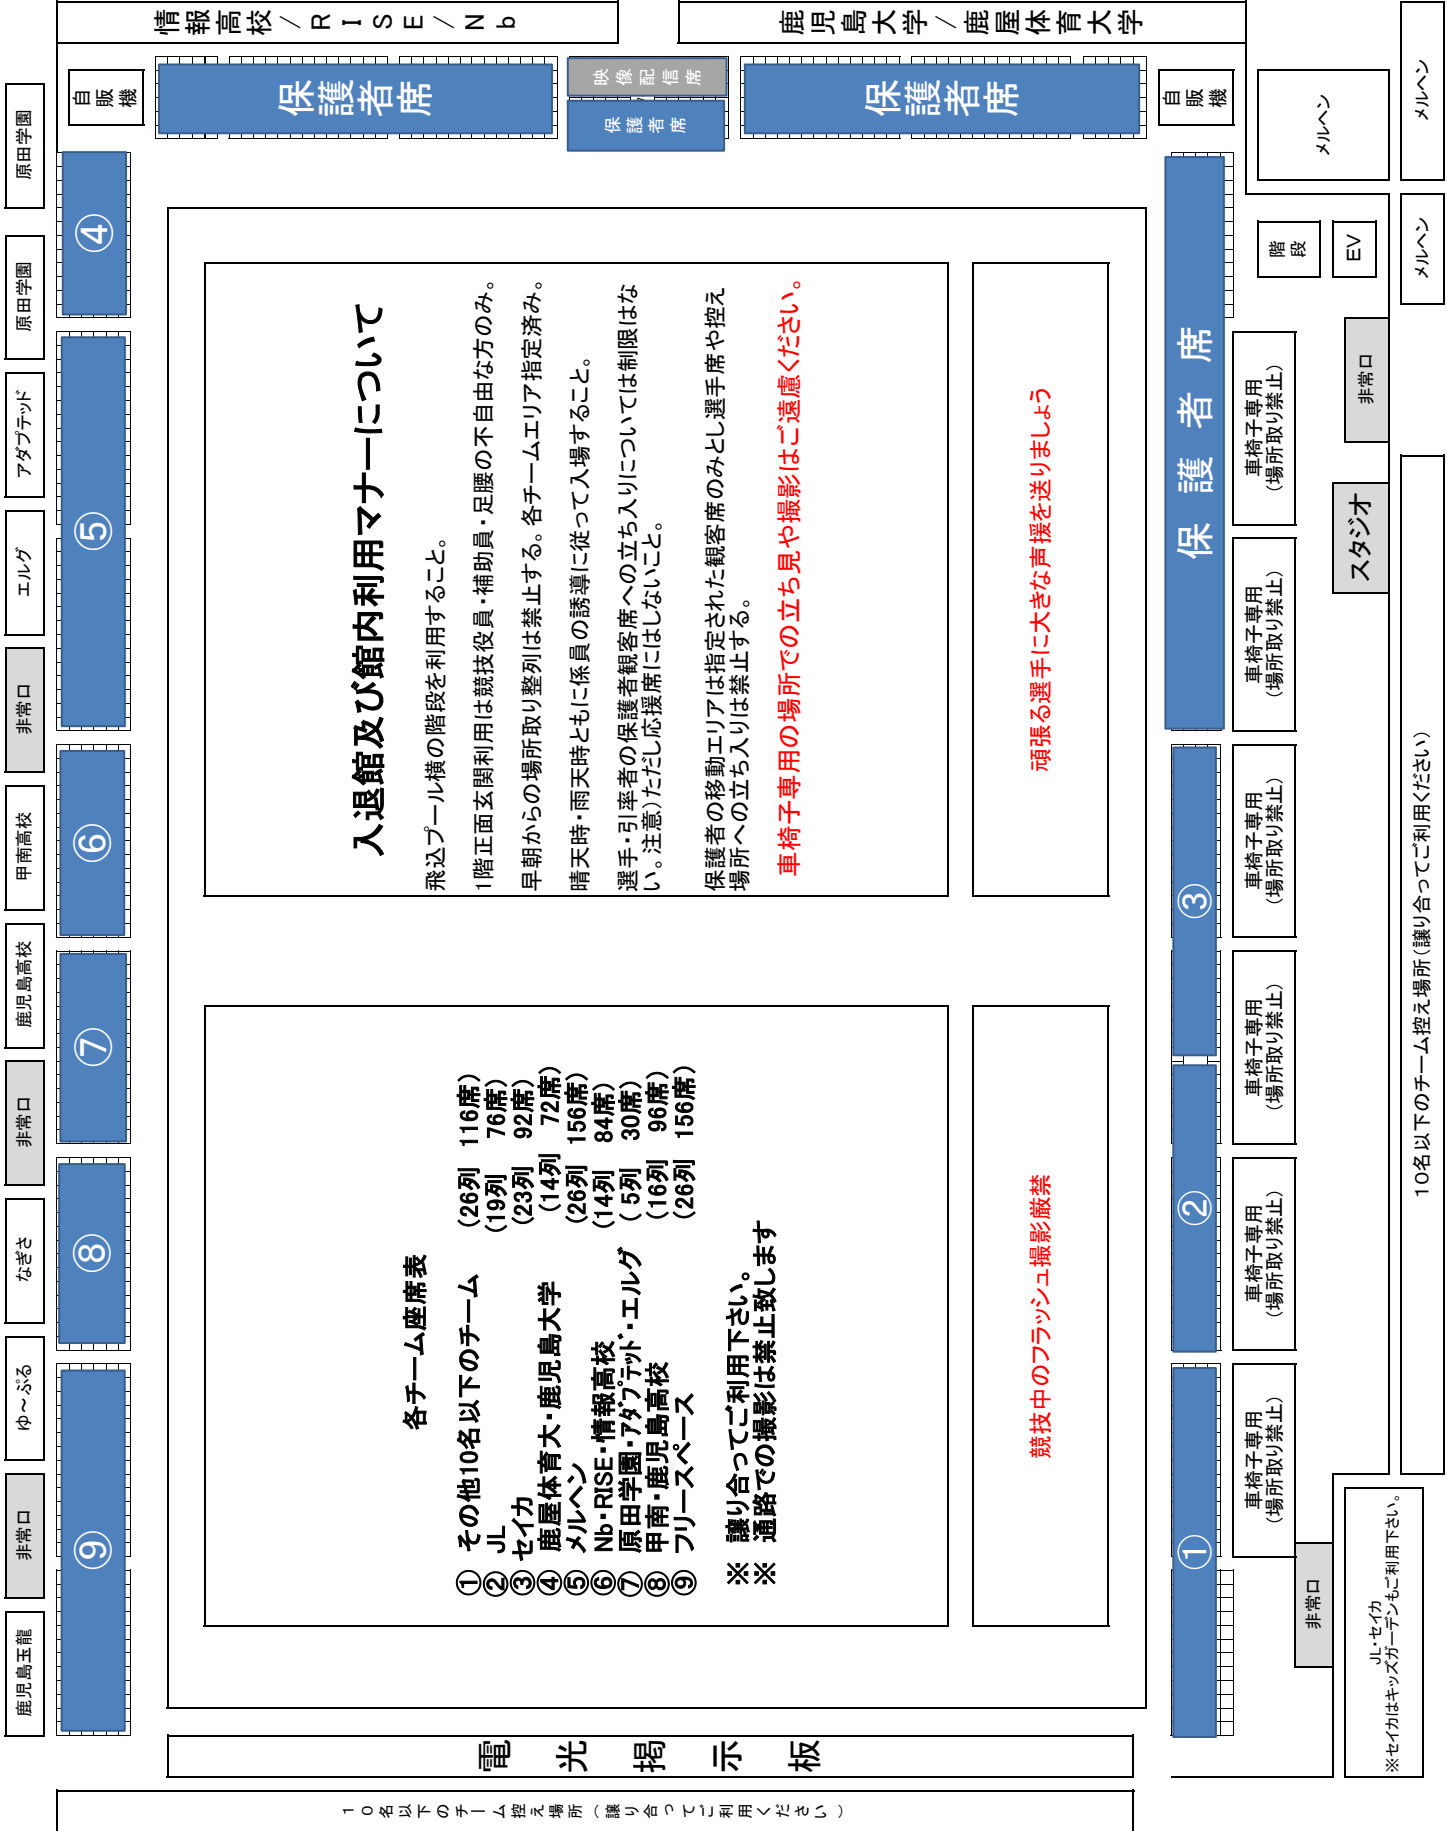 情報高校/RISE/Nb
鹿児島大学/鹿屋体育大学
自販機
保護者席
映像配信席
保護者席
保護者席
自販機
メルヘン
メルヘン
メルヘン
階段
EV
非常口
スタジオ
原田学園
原田学園
アダプテッド
エルグ
非常口
甲南高校
鹿児島高校
非常口
なぎさ
ゆ~ぷる
非常口
鹿児島玉龍
④
⑤
⑥
⑦
⑧
⑨
入退館及び館内利用マナーについて
飛込プール横の階段を利用すること。
1階正面玄関利用は競技役員・補助員・足腰の不自由な方のみ。
早朝からの場所取り整列は禁止する。各チームエリア指定済み。
晴天時・雨天時ともに係員の誘導に従って入場すること。
選手・引率者の保護者観客席への立ち入りについては制限はな
い。注意)ただし応援席にはしないこと。
保護者の移動エリアは指定された観客席のみとし選手席や控え
場所への立ち入りは禁止する。
車椅子専用の場所での立ち見や撮影はご遠慮ください。
頑張る選手に大きな声援を送りましょう
各チーム座席表
① その他10名以下のチーム (26列 116席)
② JL (19列 76席)
③ セイカ (23列 92席)
④ 鹿屋体育大・鹿児島大学 (14列 72席)
⑤ メルヘン (26列 156席)
⑥ Nb・RISE・情報高校 (14列 84席)
⑦ 原田学園・アダプテッド・エルグ ( 5列 30席)
⑧ 甲南・鹿児島高校 (16列 96席)
⑨ フリースペース (26列 156席)
※ 譲り合ってご利用下さい。
※ 通路での撮影は禁止致します
競技中のフラッシュ撮影厳禁
保護者席
③
②
①
車椅子専用
(場所取り禁止)
車椅子専用
(場所取り禁止)
車椅子専用
(場所取り禁止)
車椅子専用
(場所取り禁止)
車椅子専用
(場所取り禁止)
車椅子専用
(場所取り禁止)
非常口
10名以下のチーム控え場所(譲り合ってご利用ください)
JL・セイカ
※セイカはキッズガーデンもご利用下さい。
電光掲示板
10名以下のチーム控え場所(譲り合ってご利用ください)